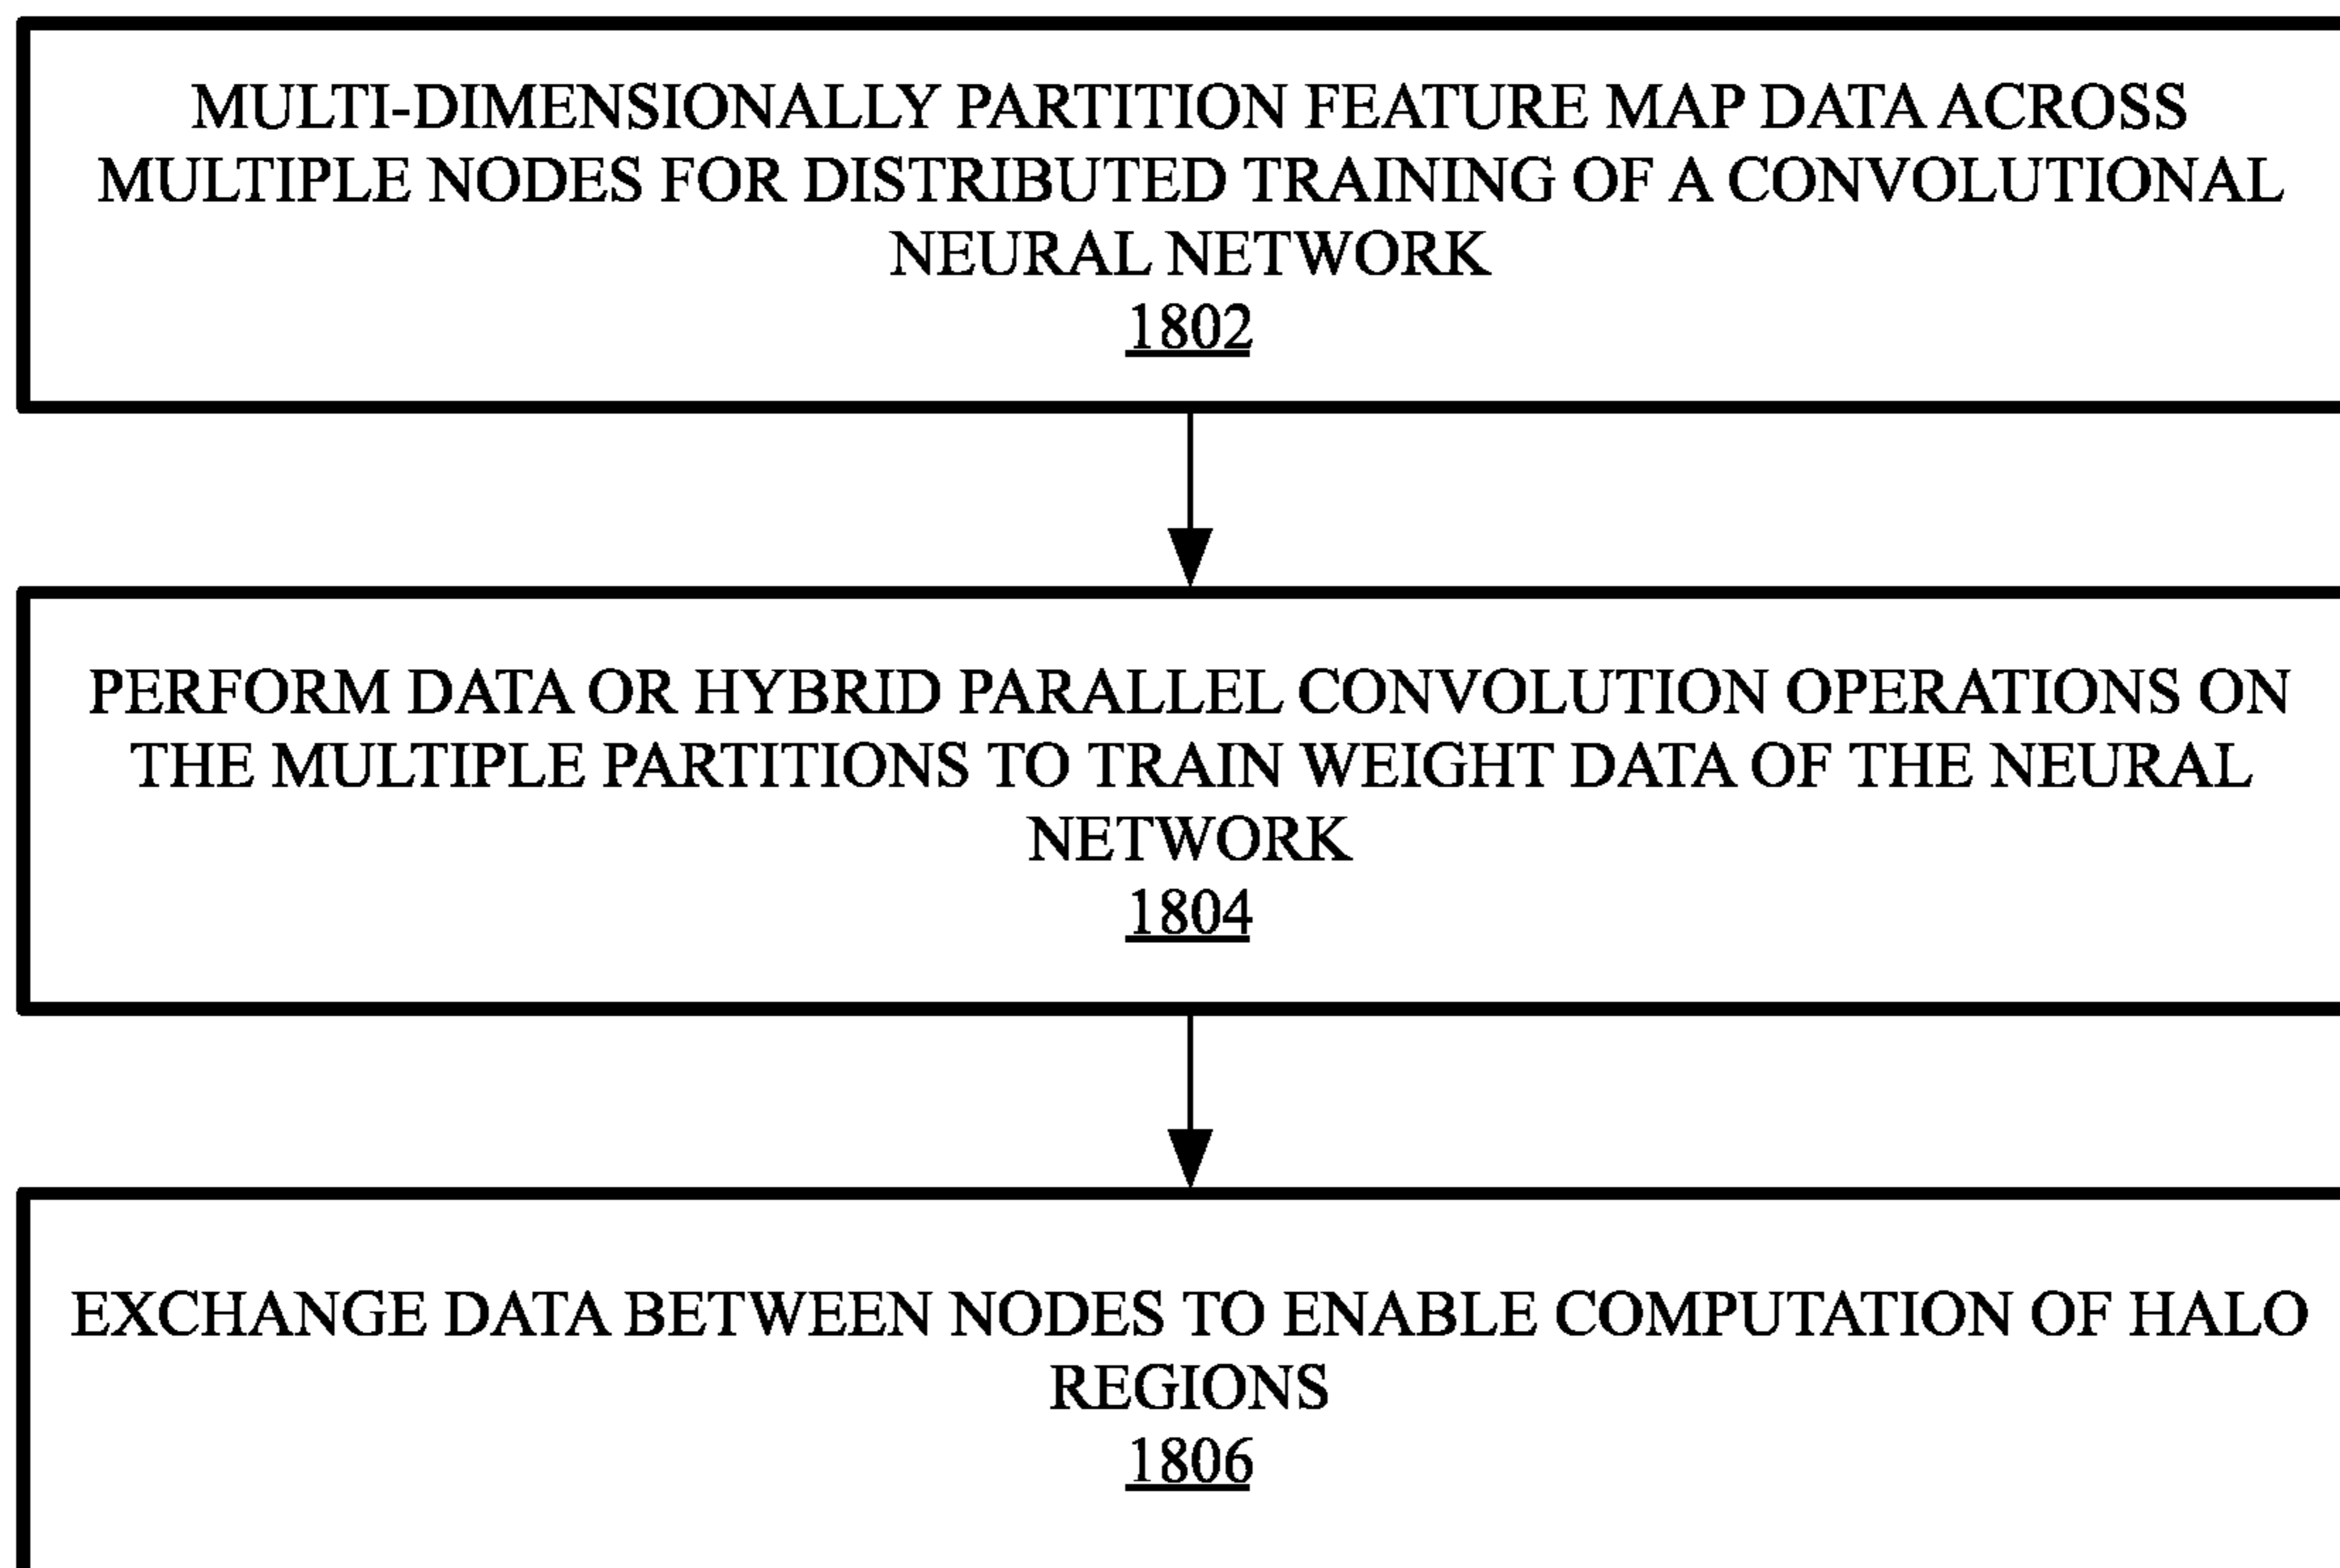 MULTI-DIMENSIONALLY PARTITION FEATURE MAP DATA ACROSS
MULTIPLE NODES FOR DISTRIBUTED TRAINING OF A CONVOLUTIONAL
NEURAL NETWORK
1802
PERFORM DATA OR HYBRID PARALLEL CONVOLUTION OPERATIONS ON
THE MULTIPLE PARTITIONS TO TRAIN WEIGHT DATA OF THE NEURAL
NETWORK
1804
EXCHANGE DATA BETWEEN NODES TO ENABLE COMPUTATION OF HALO
REGIONS
1806